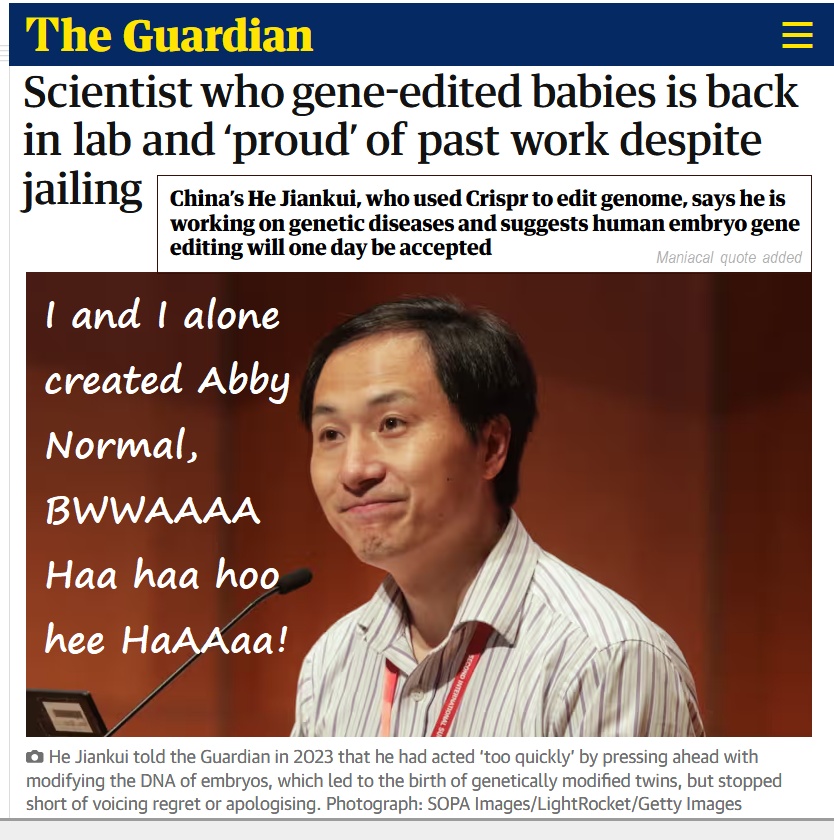 The Guardian
Scientist who gene-edited babies is back
in lab and ‘proud’ of past work despite
jailing
China’s He Jiankui, who used Crispr to edit genome, says he is
working on genetic diseases and suggests human embryo gene
editing will one day be accepted
Maniacal quote added
I and I alone
created Abby
Normal,
BWWAAAA
Haa haa hoo
hee HaAAaa!
SECOND INTERNATIONAL SU
He Jiankui told the Guardian in 2023 that he had acted ‘too quickly’ by pressing ahead with
modifying the DNA of embryos, which led to the birth of genetically modified twins, but stopped
short of voicing regret or apologising. Photograph: SOPA Images/LightRocket/Getty Images